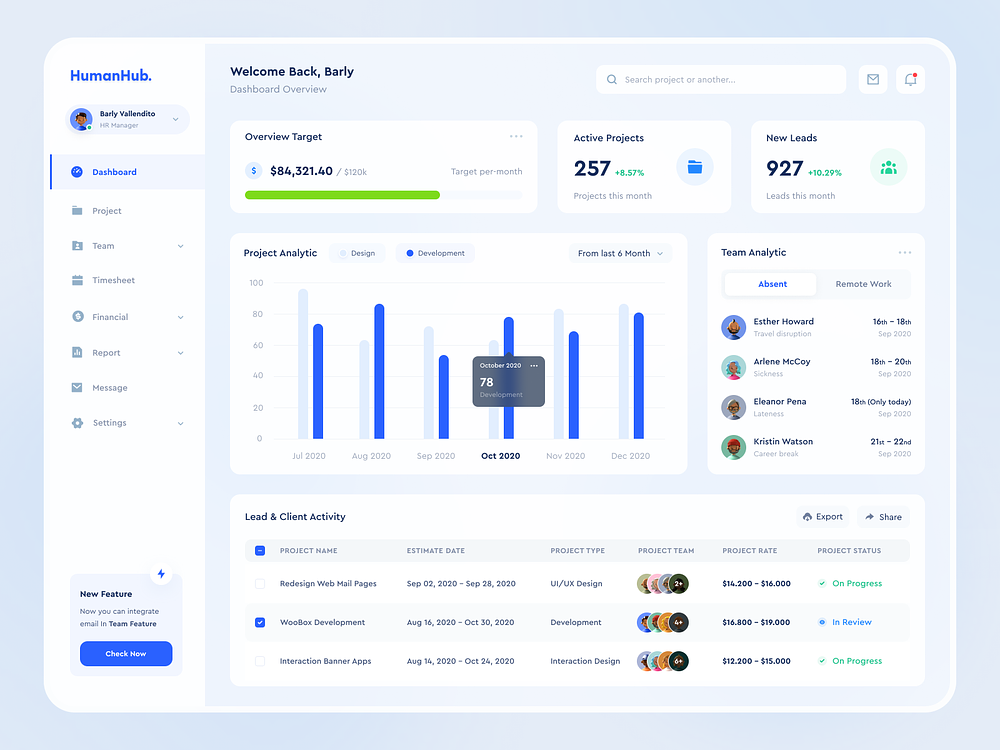 HumanHub.
Barly Vallendito
HR Manager
Dashboard
Project
Team
Timesheet
Financial
Report
Message
Settings
New Feature
Now you can integrate
email In Team Feature
Check Now
Welcome Back, Barly
Dashboard Overview
Search project or another...
Overview Target
$ $84,321.40 / $120k Target per-month
Active Projects
257 +8.57%
Projects this month
New Leads
927 +10.29%
Leads this month
Project Analytic Design Development From last 6 Month
100
80
60
40
20
0
October 2020
78
Development
Jul 2020 Aug 2020 Sep 2020 Oct 2020 Nov 2020 Dec 2020
Team Analytic
Absent Remote Work
Esther Howard 16th – 18th
Travel disruption Sep 2020
Arlene McCoy 18th – 20th
Sickness Sep 2020
Eleanor Pena 18th (Only today)
Lateness Sep 2020
Kristin Watson 21st – 22nd
Career break Sep 2020
Lead & Client Activity Export Share
PROJECT NAME ESTIMATE DATE PROJECT TYPE PROJECT TEAM PROJECT RATE PROJECT STATUS
Redesign Web Mail Pages Sep 02, 2020 – Sep 28, 2020 UI/UX Design 2+ $14.200 – $16.000 On Progress
WooBox Development Aug 16, 2020 – Oct 30, 2020 Development 4+ $16.800 – $19.000 In Review
Interaction Banner Apps Aug 14, 2020 – Oct 24, 2020 Interaction Design 6+ $12.200 – $15.000 On Progress